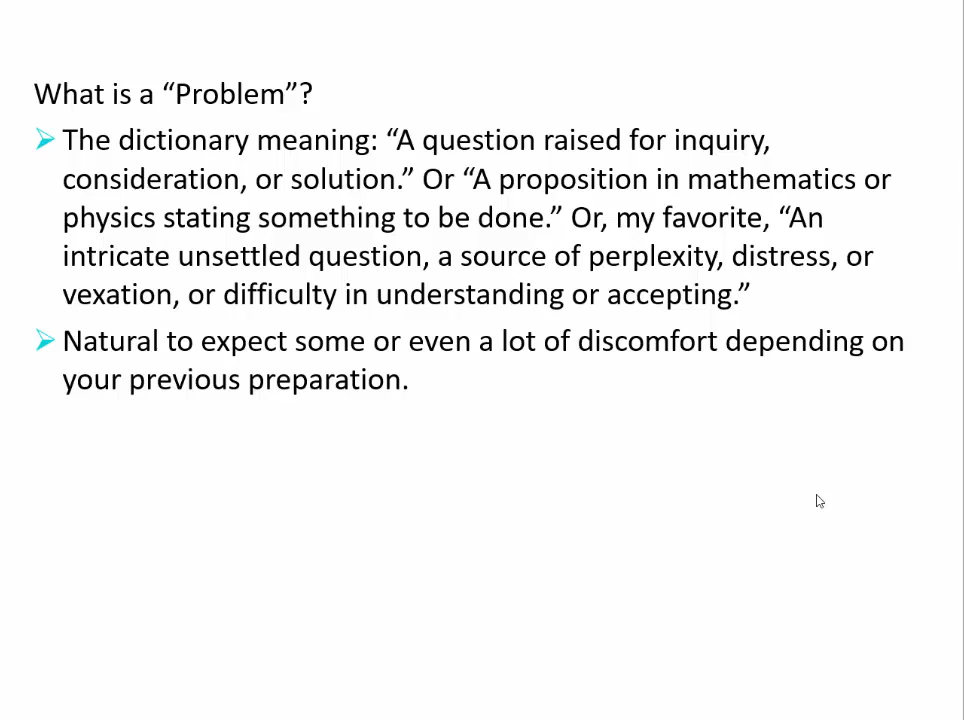 What is a “Problem”?
The dictionary meaning: “A question raised for inquiry,
consideration, or solution.” Or “A proposition in mathematics or
physics stating something to be done.” Or, my favorite, “An
intricate unsettled question, a source of perplexity, distress, or
vexation, or difficulty in understanding or accepting.”
Natural to expect some or even a lot of discomfort depending on
your previous preparation.